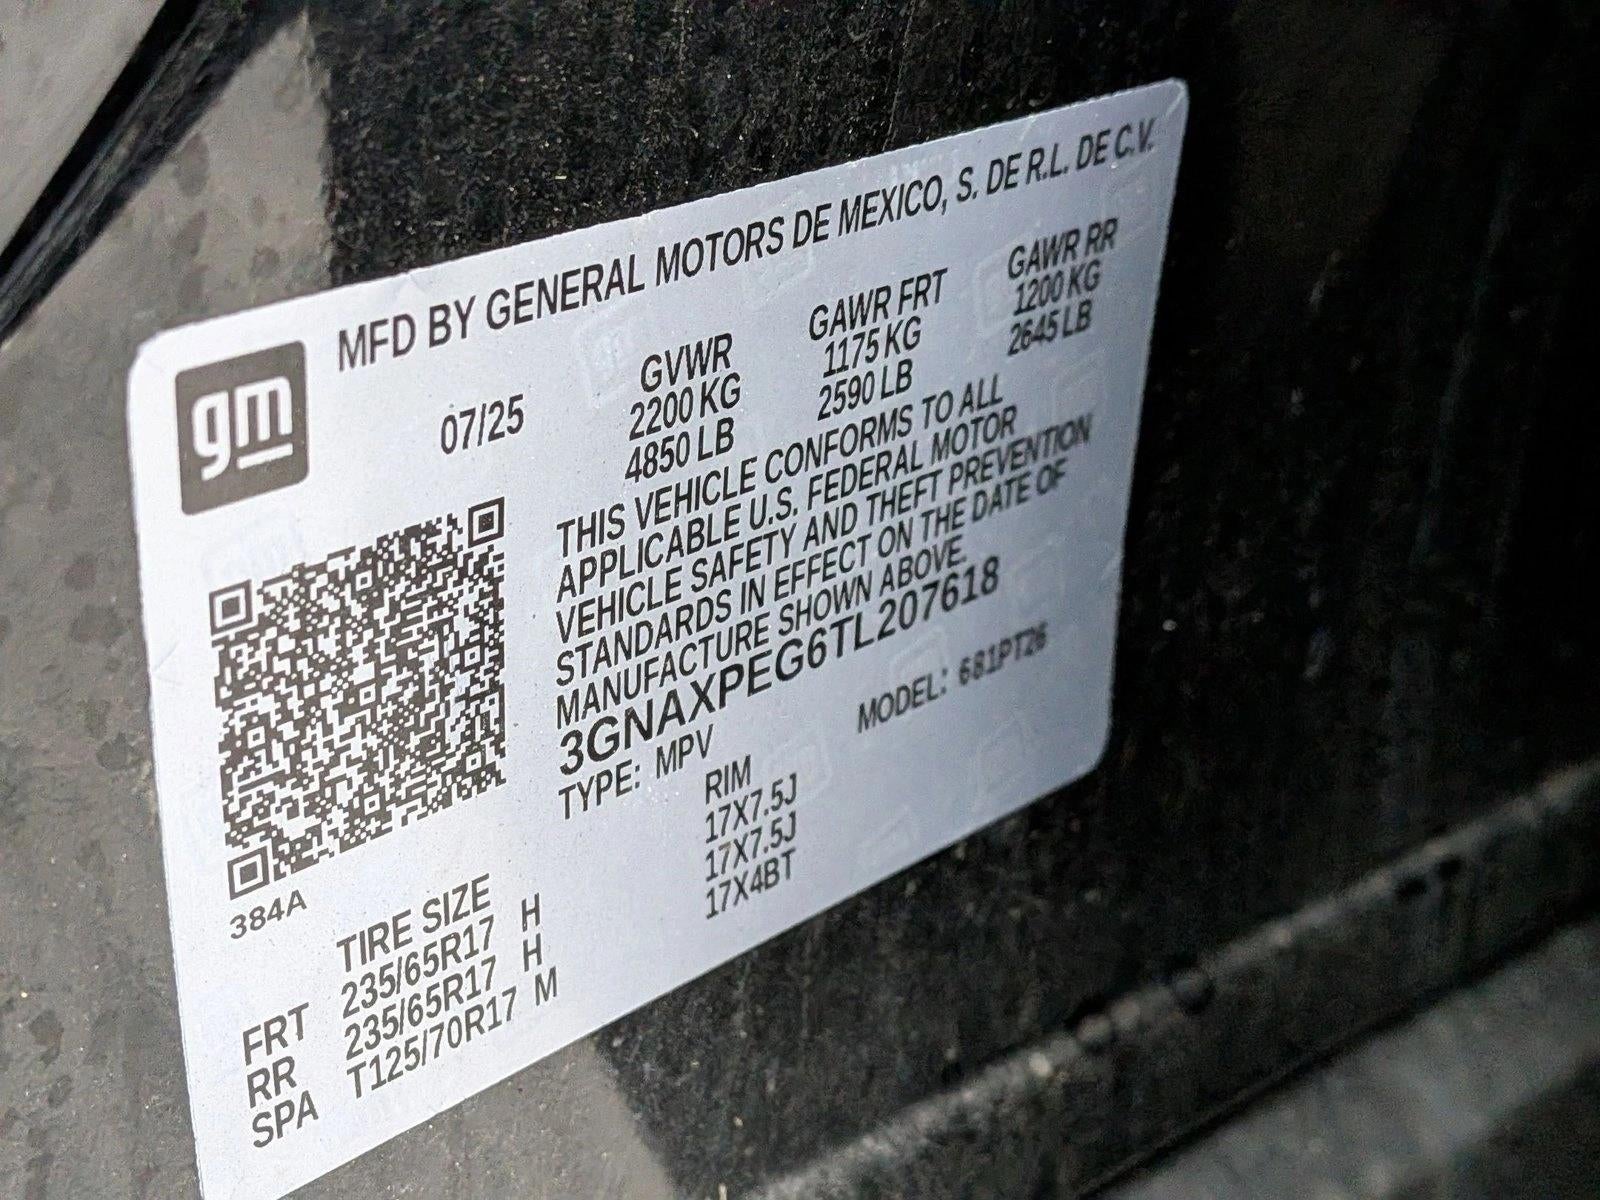 gm
MFD BY GENERAL MOTORS DE MEXICO, S. DE R.L. DE C.V.
07/25
GVWR
2200 KG
4850 LB
GAWR FRT
1175 KG
2590 LB
GAWR RR
1200 KG
2645 LB
THIS VEHICLE CONFORMS TO ALL
APPLICABLE U.S. FEDERAL MOTOR
VEHICLE SAFETY AND THEFT PREVENTION
STANDARDS IN EFFECT ON THE DATE OF
MANUFACTURE SHOWN ABOVE.
3GNAXPEG6TL207618
TYPE: MPV MODEL: 681PT26
384A
TIRE SIZE RIM
FRT 235/65R17 H 17X7.5J
RR 235/65R17 H 17X7.5J
SPA T125/70R17 M 17X4BT